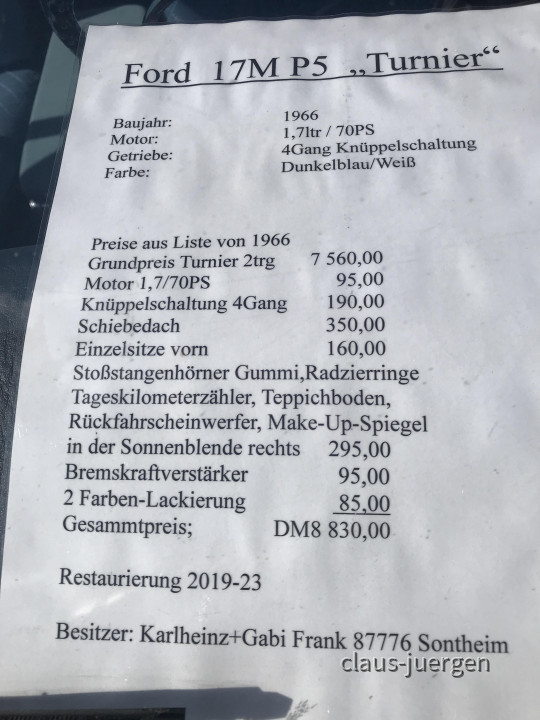 Ford 17M P5 „Turnier“
Baujahr: 1966
Motor: 1,7ltr / 70PS
Getriebe: 4Gang Knüppelschaltung
Farbe: Dunkelblau/Weiß
Preise aus Liste von 1966
Grundpreis Turnier 2trg 7 560,00
Motor 1,7/70PS 95,00
Knüppelschaltung 4Gang 190,00
Schiebedach 350,00
Einzelsitze vorn 160,00
Stoßstangenhörner Gummi,Radzierringe
Tageskilometerzähler, Teppichboden,
Rückfahrscheinwerfer, Make-Up-Spiegel
in der Sonnenblende rechts 295,00
Bremskraftverstärker 95,00
2 Farben-Lackierung 85,00
Gesammtpreis; DM8 830,00
Restaurierung 2019-23
Besitzer: Karlheinz+Gabi Frank 87776 Sontheim
claus-juergen